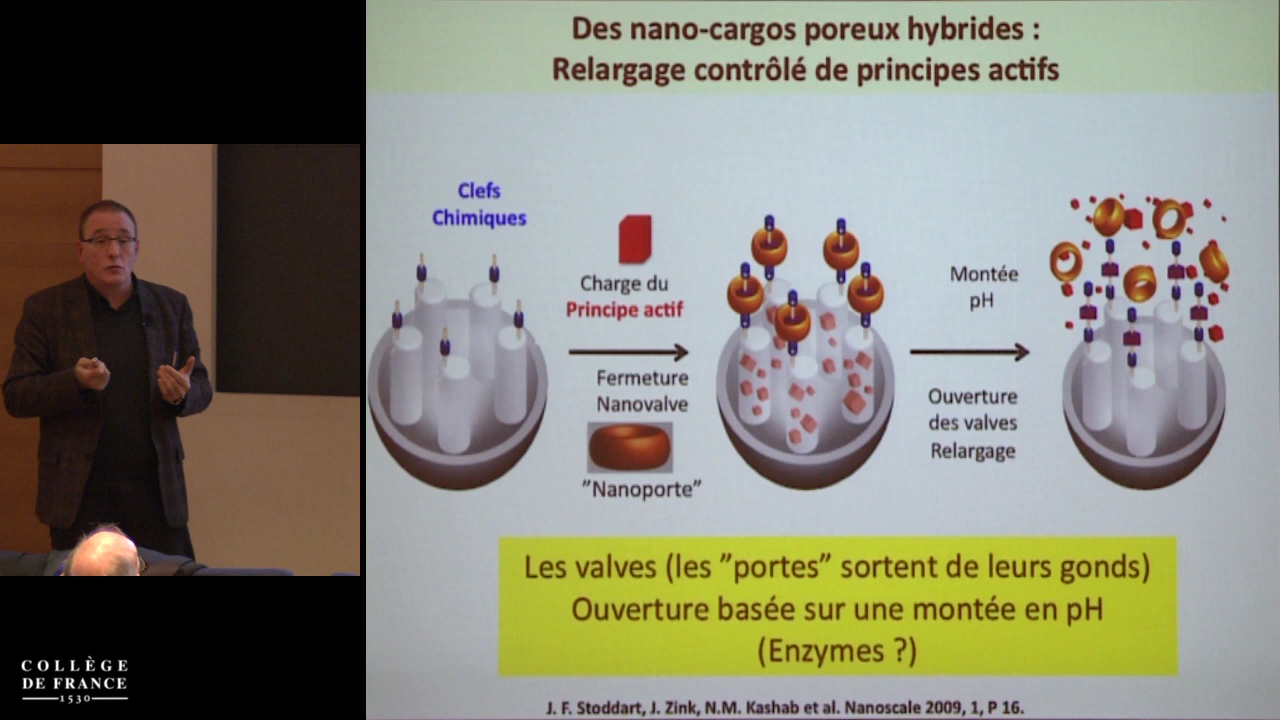 Des nano-cargos poreux hybrides :
Relargage contrôlé de principes actifs
Clefs
Chimiques
Charge du
Principe actif
Fermeture
Nanovalve
"Nanoporte"
Montée
pH
Ouverture
des valves
Relargage
Les valves (les "portes" sortent de leurs gonds)
Ouverture basée sur une montée en pH
(Enzymes ?)
J. F. Stoddart, J. Zink, N.M. Kashab et al. Nanoscale 2009, 1, P 16.
COLLÈGE
DE FRANCE
1530